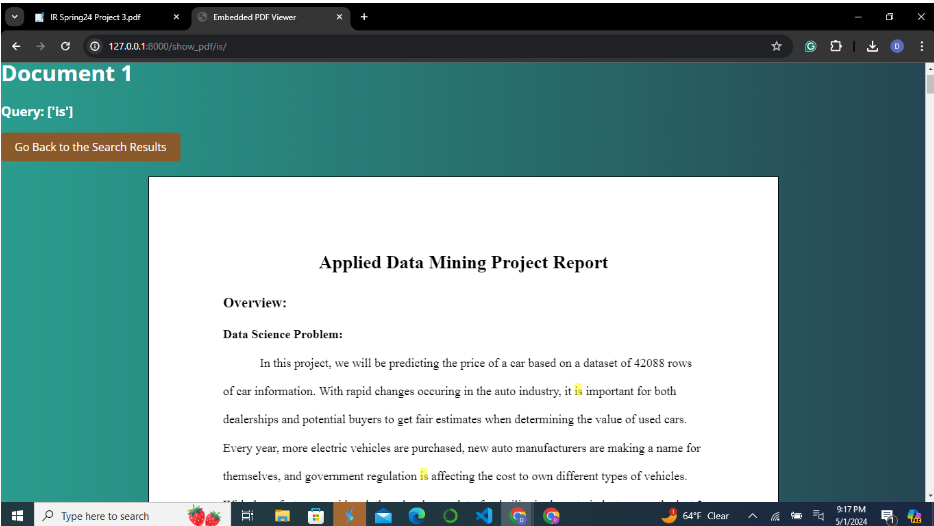 IR Spring24 Project 3.pdf
Embedded PDF Viewer
127.0.0.1:8000/show_pdf/is/
D
Document 1
Query: ['is']
Go Back to the Search Results
Applied Data Mining Project Report
Overview:
Data Science Problem:
In this project, we will be predicting the price of a car based on a dataset of 42088 rows
of car information. With rapid changes occuring in the auto industry, it is important for both
dealerships and potential buyers to get fair estimates when determining the value of used cars.
Every year, more electric vehicles are purchased, new auto manufacturers are making a name for
themselves, and government regulation is affecting the cost to own different types of vehicles.
Type here to search
64°F Clear
9:17 PM
5/1/2024